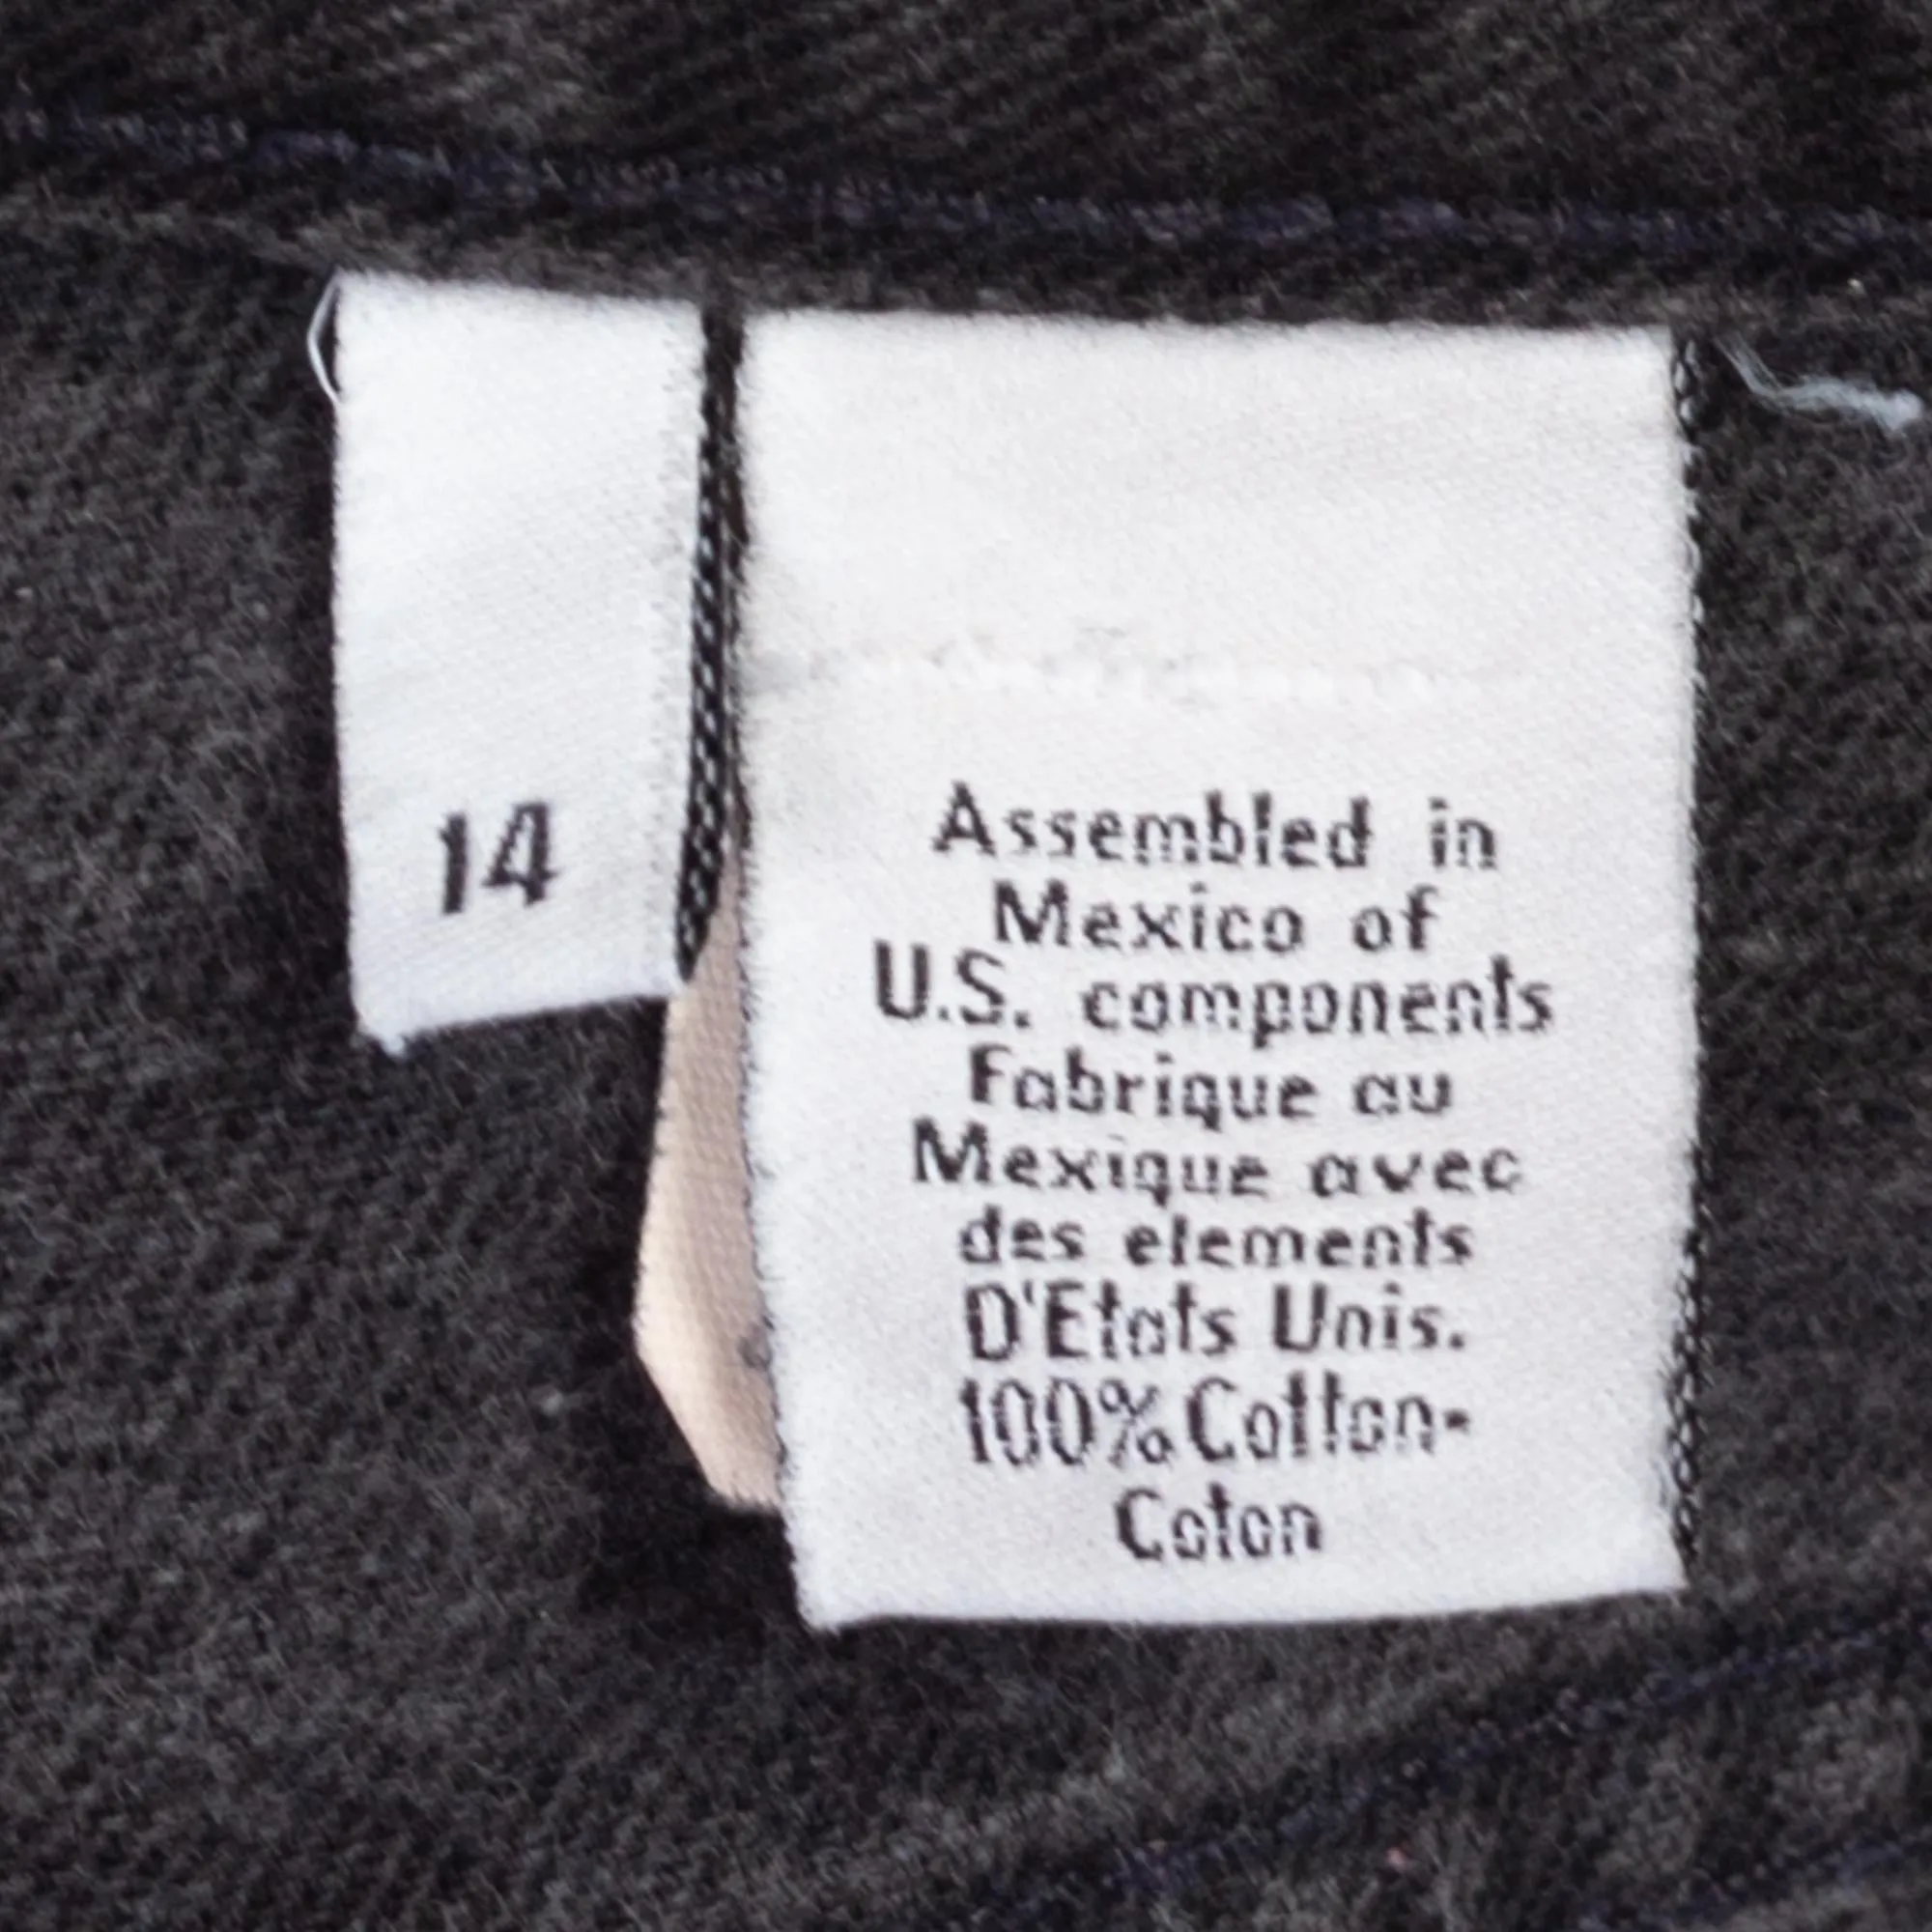 14
Assembled in
Mexico of
U.S. components
Fabrique au
Mexique avec
des elements
D'Etats Unis.
100% Cotton-
Coton